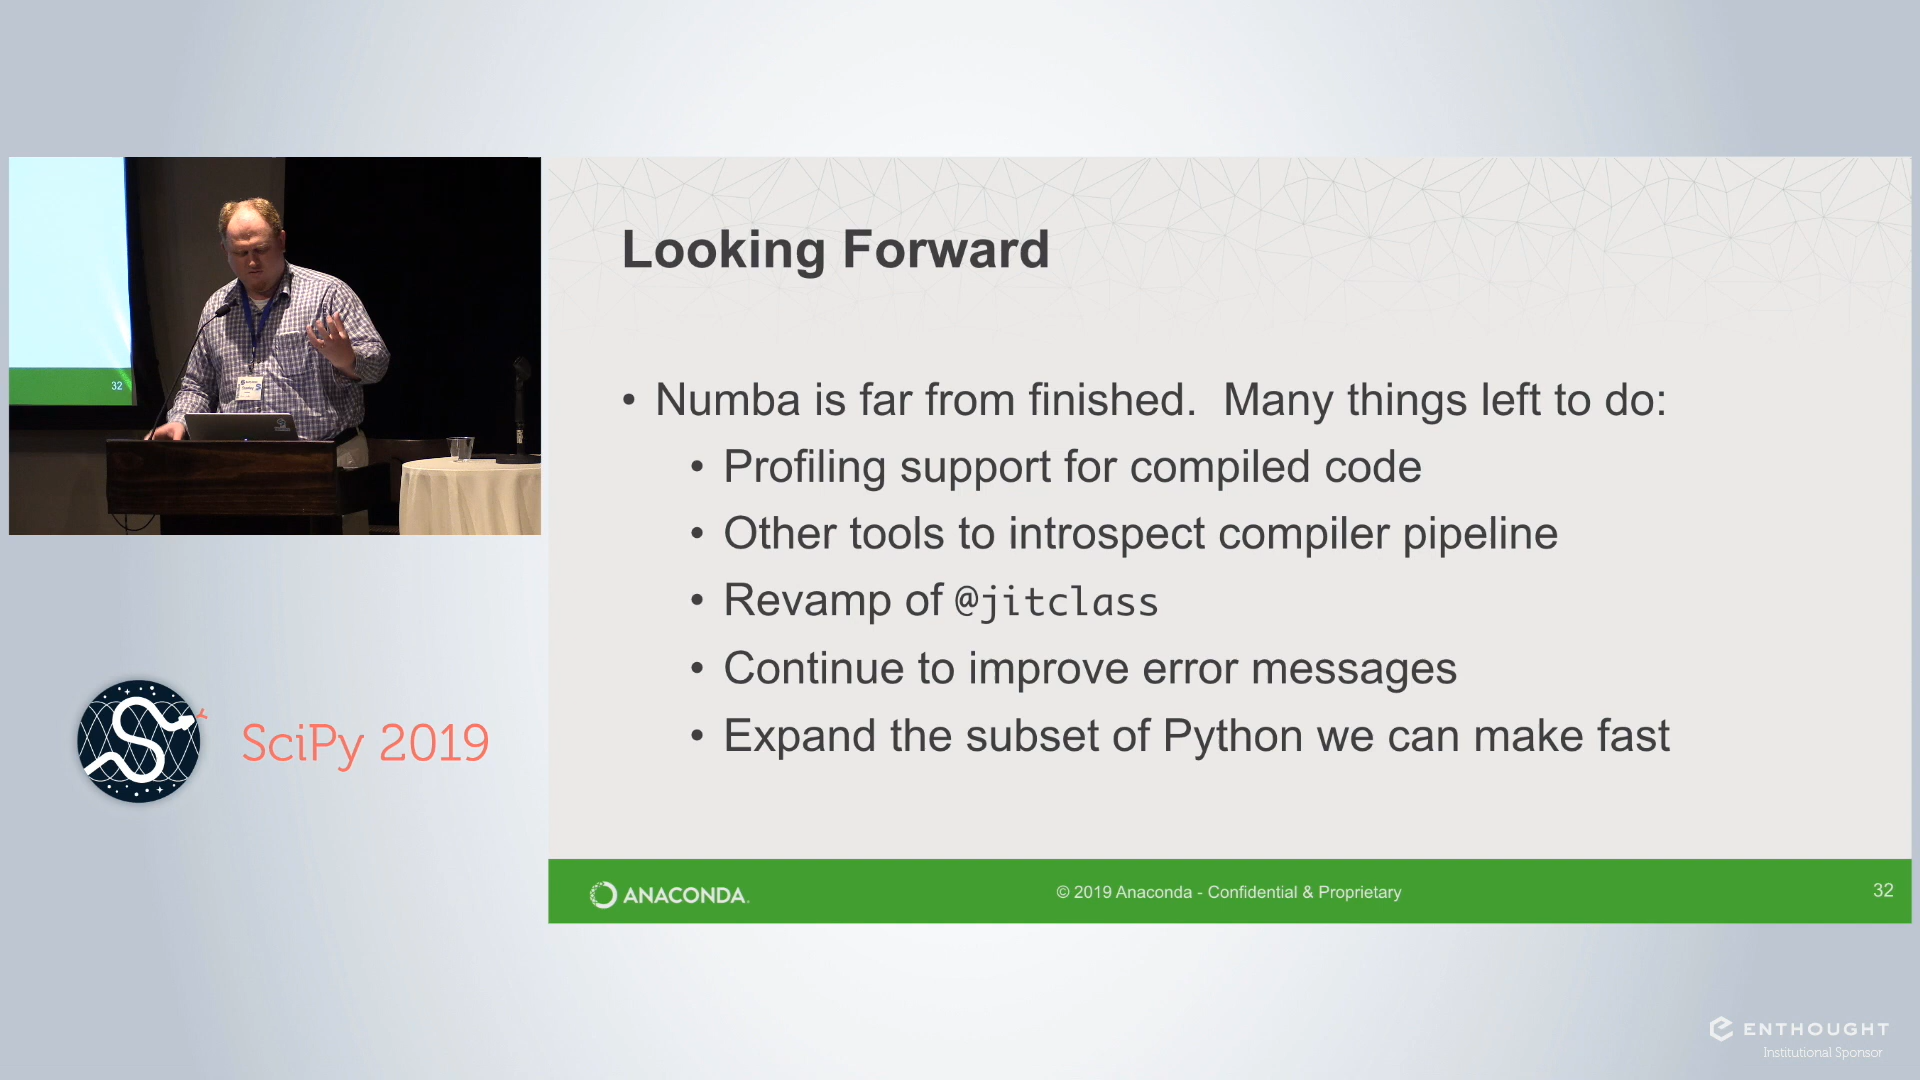 Looking Forward
• Numba is far from finished. Many things left to do:
• Profiling support for compiled code
• Other tools to introspect compiler pipeline
• Revamp of @jitclass
• Continue to improve error messages
• Expand the subset of Python we can make fast
ANACONDA.
© 2019 Anaconda - Confidential & Proprietary
32
32
SciPy 2019
ENTHOUGHT
Institutional Sponsor